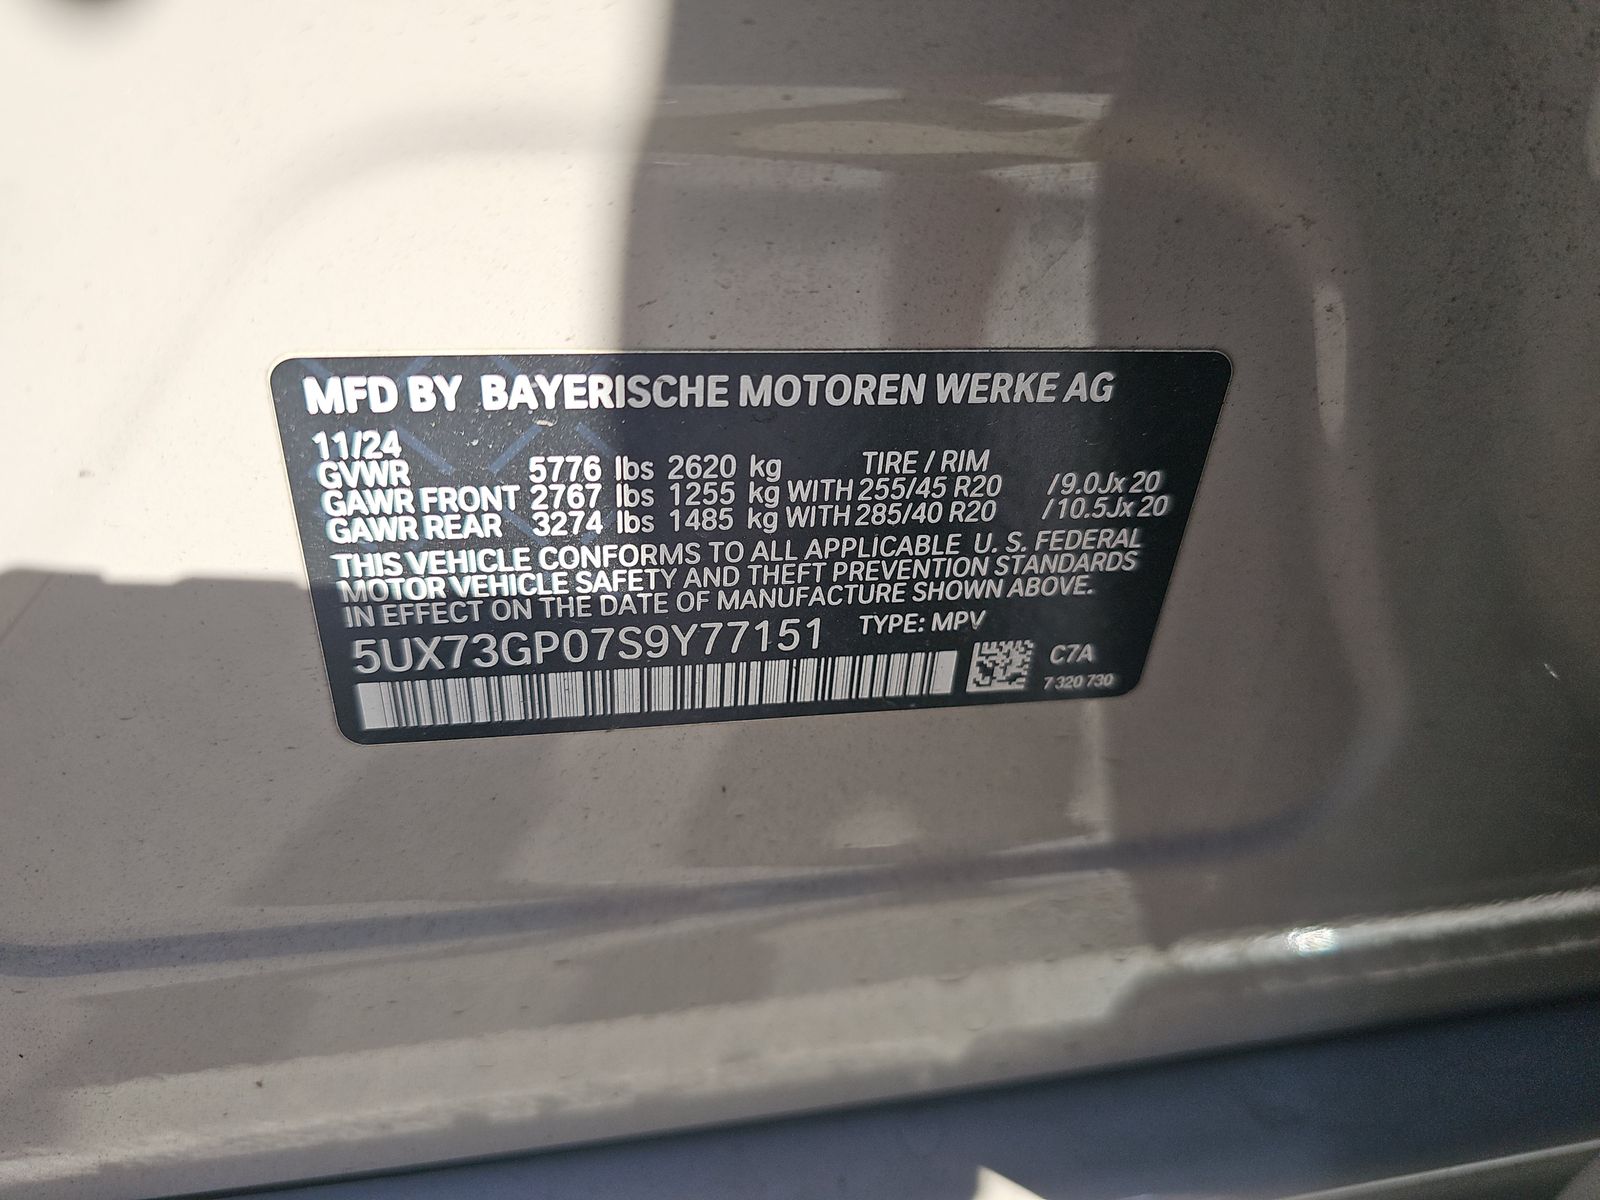 MFD BY BAYERISCHE MOTOREN WERKE AG
11/24
GVWR 5776 lbs 2620 kg TIRE / RIM
GAWR FRONT 2767 lbs 1255 kg WITH 255/45 R20 / 9.0Jx20
GAWR REAR 3274 lbs 1485 kg WITH 285/40 R20 / 10.5Jx20
THIS VEHICLE CONFORMS TO ALL APPLICABLE U. S. FEDERAL
MOTOR VEHICLE SAFETY AND THEFT PREVENTION STANDARDS
IN EFFECT ON THE DATE OF MANUFACTURE SHOWN ABOVE.
5UX73GP07S9Y77151 TYPE: MPV
C7A
7 320 730